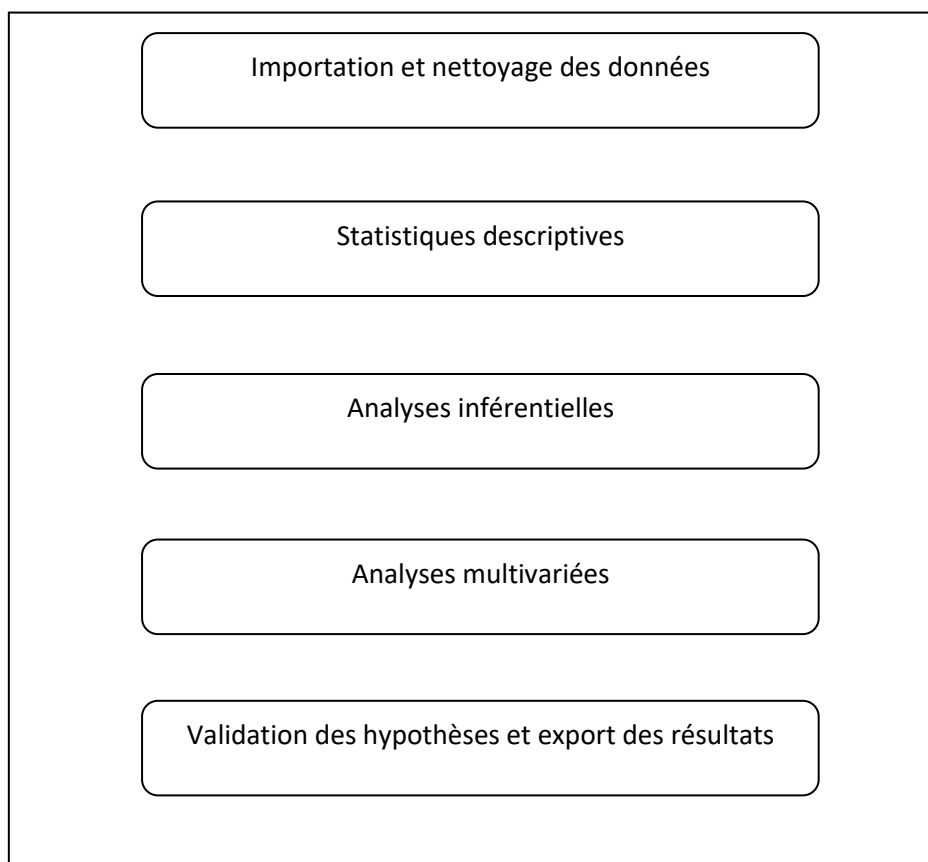 Importation et nettoyage des données
Statistiques descriptives
Analyses inférentielles
Analyses multivariées
Validation des hypothèses et export des résultats